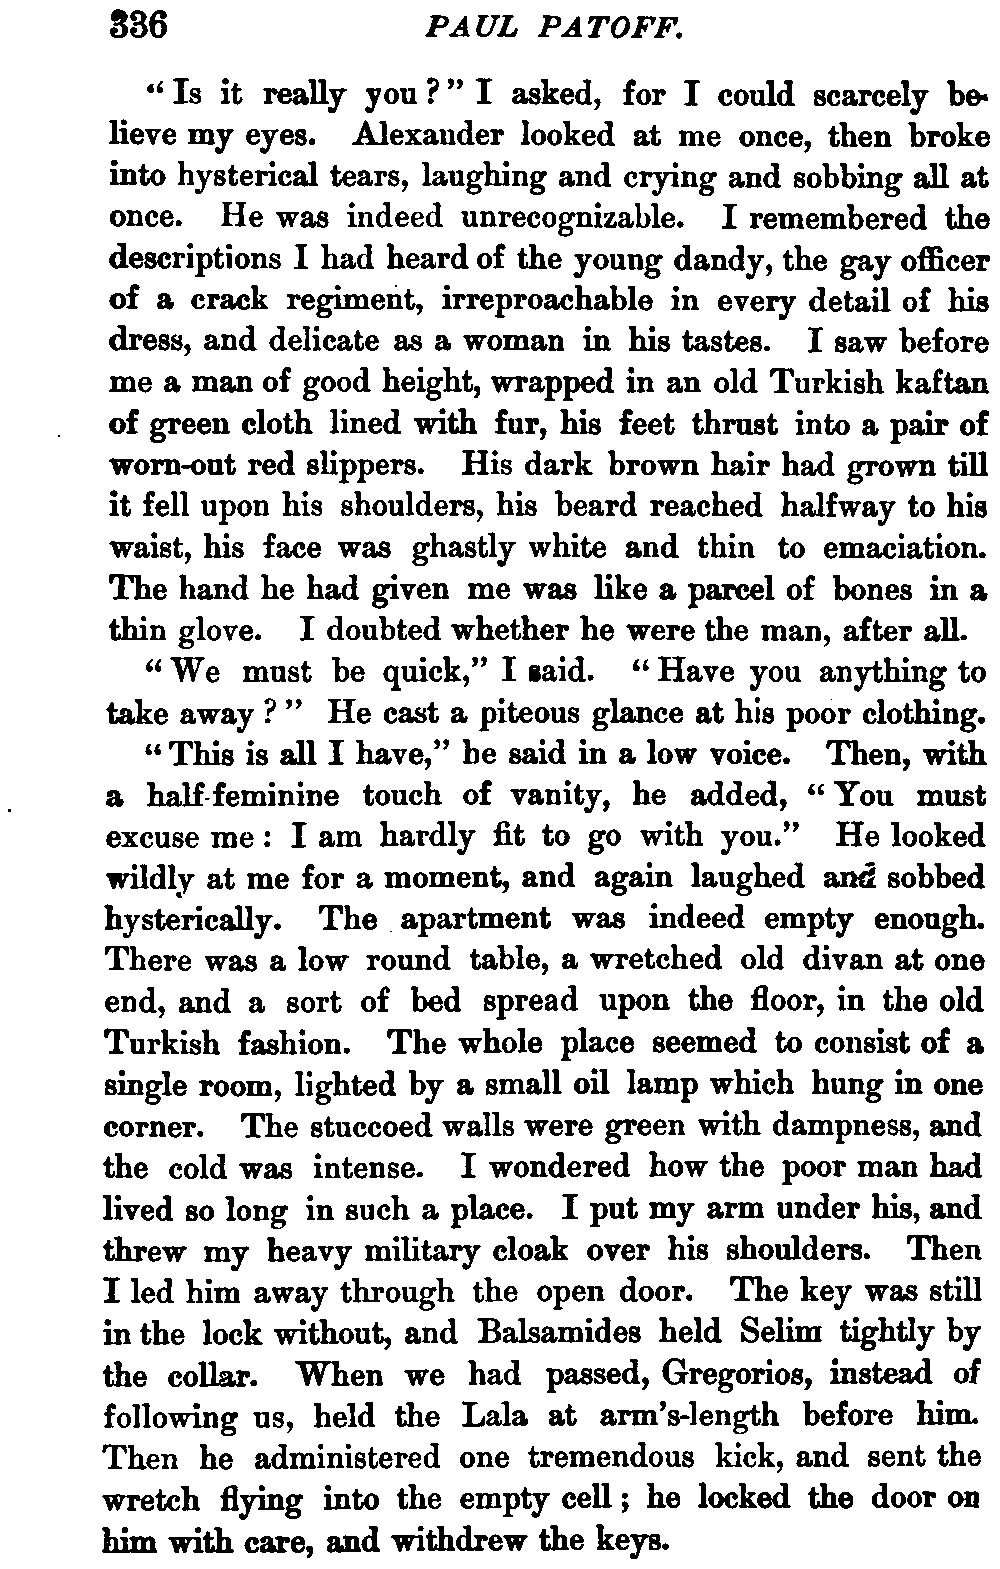 336 PAUL PATOFF.
“Is it really you?” I asked, for I could scarcely be-
lieve my eyes. Alexander looked at me once, then broke
into hysterical tears, laughing and crying and sobbing all at
once. He was indeed unrecognizable. I remembered the
descriptions I had heard of the young dandy, the gay officer
of a crack regiment, irreproachable in every detail of his
dress, and delicate as a woman in his tastes. I saw before
me a man of good height, wrapped in an old Turkish kaftan
of green cloth lined with fur, his feet thrust into a pair of
worn-out red slippers. His dark brown hair had grown till
it fell upon his shoulders, his beard reached halfway to his
waist, his face was ghastly white and thin to emaciation.
The hand he had given me was like a parcel of bones in a
thin glove. I doubted whether he were the man, after all.
“We must be quick,” I said. “Have you anything to
take away?” He cast a piteous glance at his poor clothing.
“This is all I have,” he said in a low voice. Then, with
a half-feminine touch of vanity, he added, “You must
excuse me: I am hardly fit to go with you.” He looked
wildly at me for a moment, and again laughed and sobbed
hysterically. The apartment was indeed empty enough.
There was a low round table, a wretched old divan at one
end, and a sort of bed spread upon the floor, in the old
Turkish fashion. The whole place seemed to consist of a
single room, lighted by a small oil lamp which hung in one
corner. The stuccoed walls were green with dampness, and
the cold was intense. I wondered how the poor man had
lived so long in such a place. I put my arm under his, and
threw my heavy military cloak over his shoulders. Then
I led him away through the open door. The key was still
in the lock without, and Balsamides held Selim tightly by
the collar. When we had passed, Gregorios, instead of
following us, held the Lala at arm's-length before him.
Then he administered one tremendous kick, and sent the
wretch flying into the empty cell; he locked the door on
him with care, and withdrew the keys.